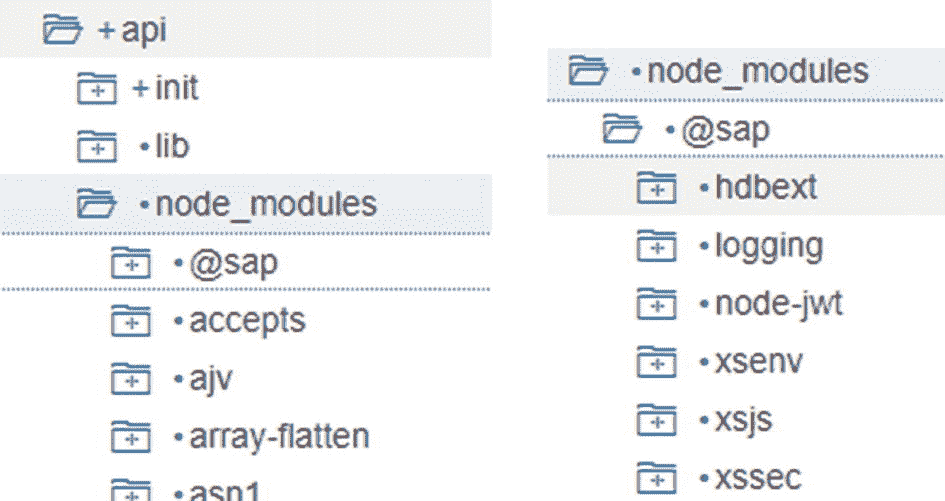 + api
+ init
• lib
• node_modules
• @sap
• accepts
• ajv
• array-flatten
• asn1
• node_modules
• @sap
• hdbext
• logging
• node-jwt
• xsenv
• xsjs
• xssec